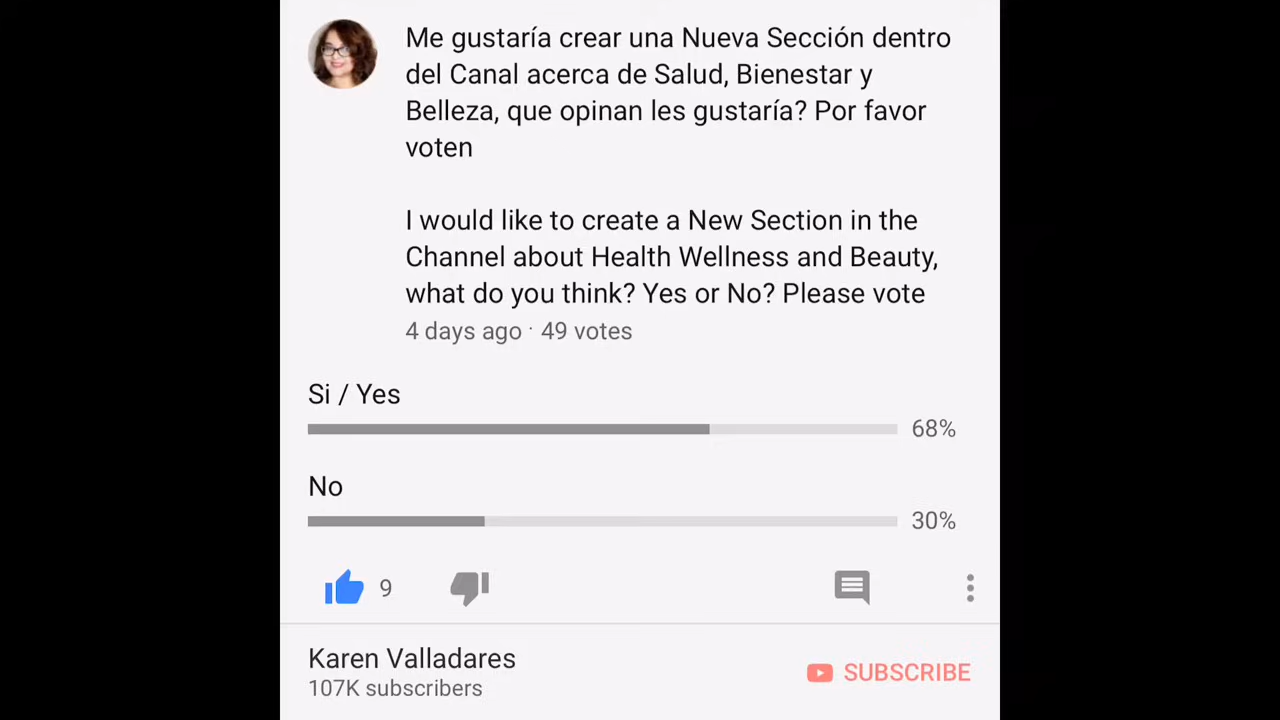 Me gustaría crear una Nueva Sección dentro
del Canal acerca de Salud, Bienestar y
Belleza, que opinan les gustaría? Por favor
voten
I would like to create a New Section in the
Channel about Health Wellness and Beauty,
what do you think? Yes or No? Please vote
4 days ago · 49 votes
Si / Yes
68%
No
30%
9
Karen Valladares
107K subscribers
SUBSCRIBE